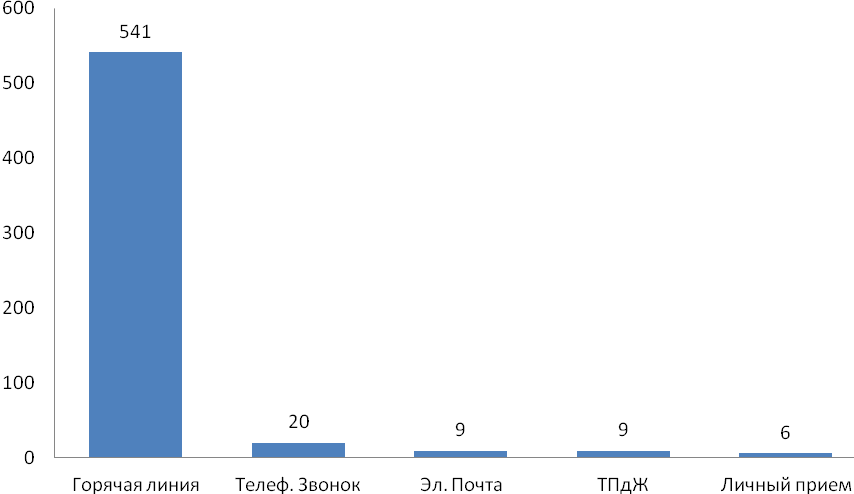 600
541
500
400
300
200
100
20
9
9
6
0
Горячая линия
Телеф. Звонок
Эл. Почта
ТПдЖ
Личный прием